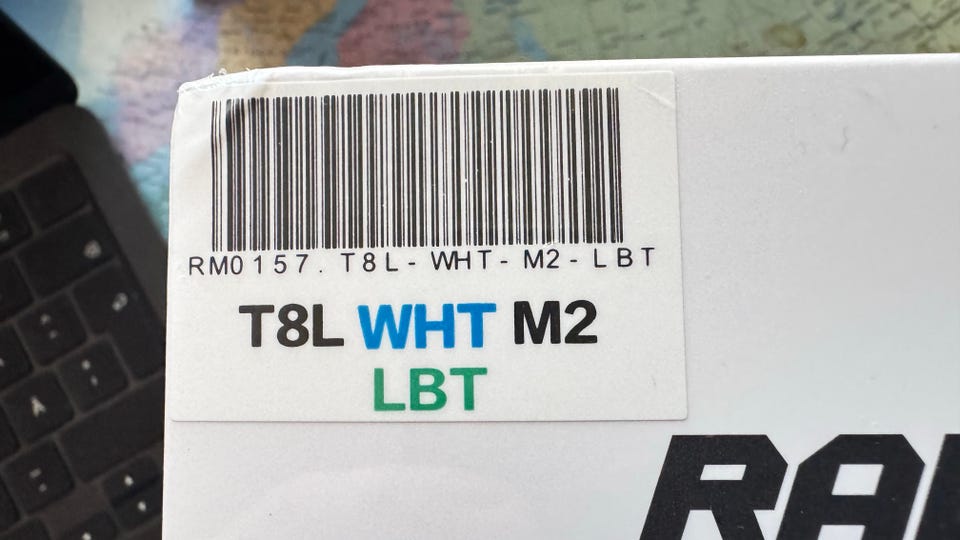 RM0157. T8L-WHT-M2-LBT
T8L WHT M2
LBT